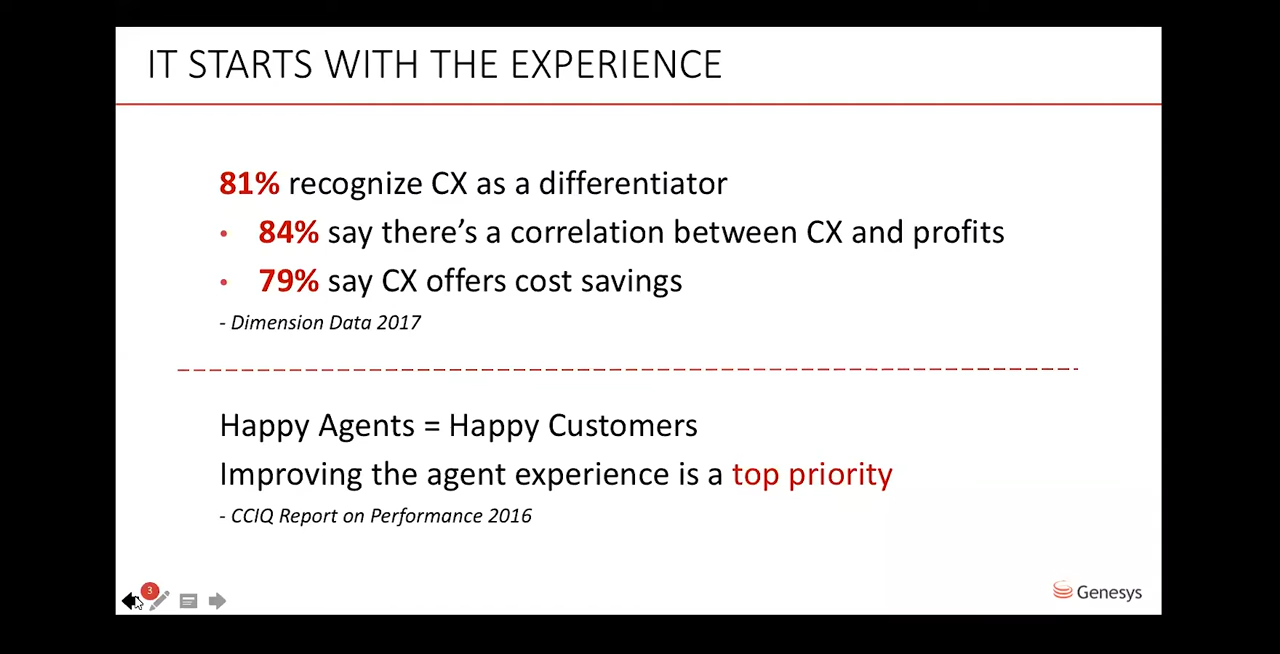 IT STARTS WITH THE EXPERIENCE
81% recognize CX as a differentiator
• 84% say there’s a correlation between CX and profits
• 79% say CX offers cost savings
- Dimension Data 2017
Happy Agents = Happy Customers
Improving the agent experience is a top priority
- CCIQ Report on Performance 2016
3
Genesys